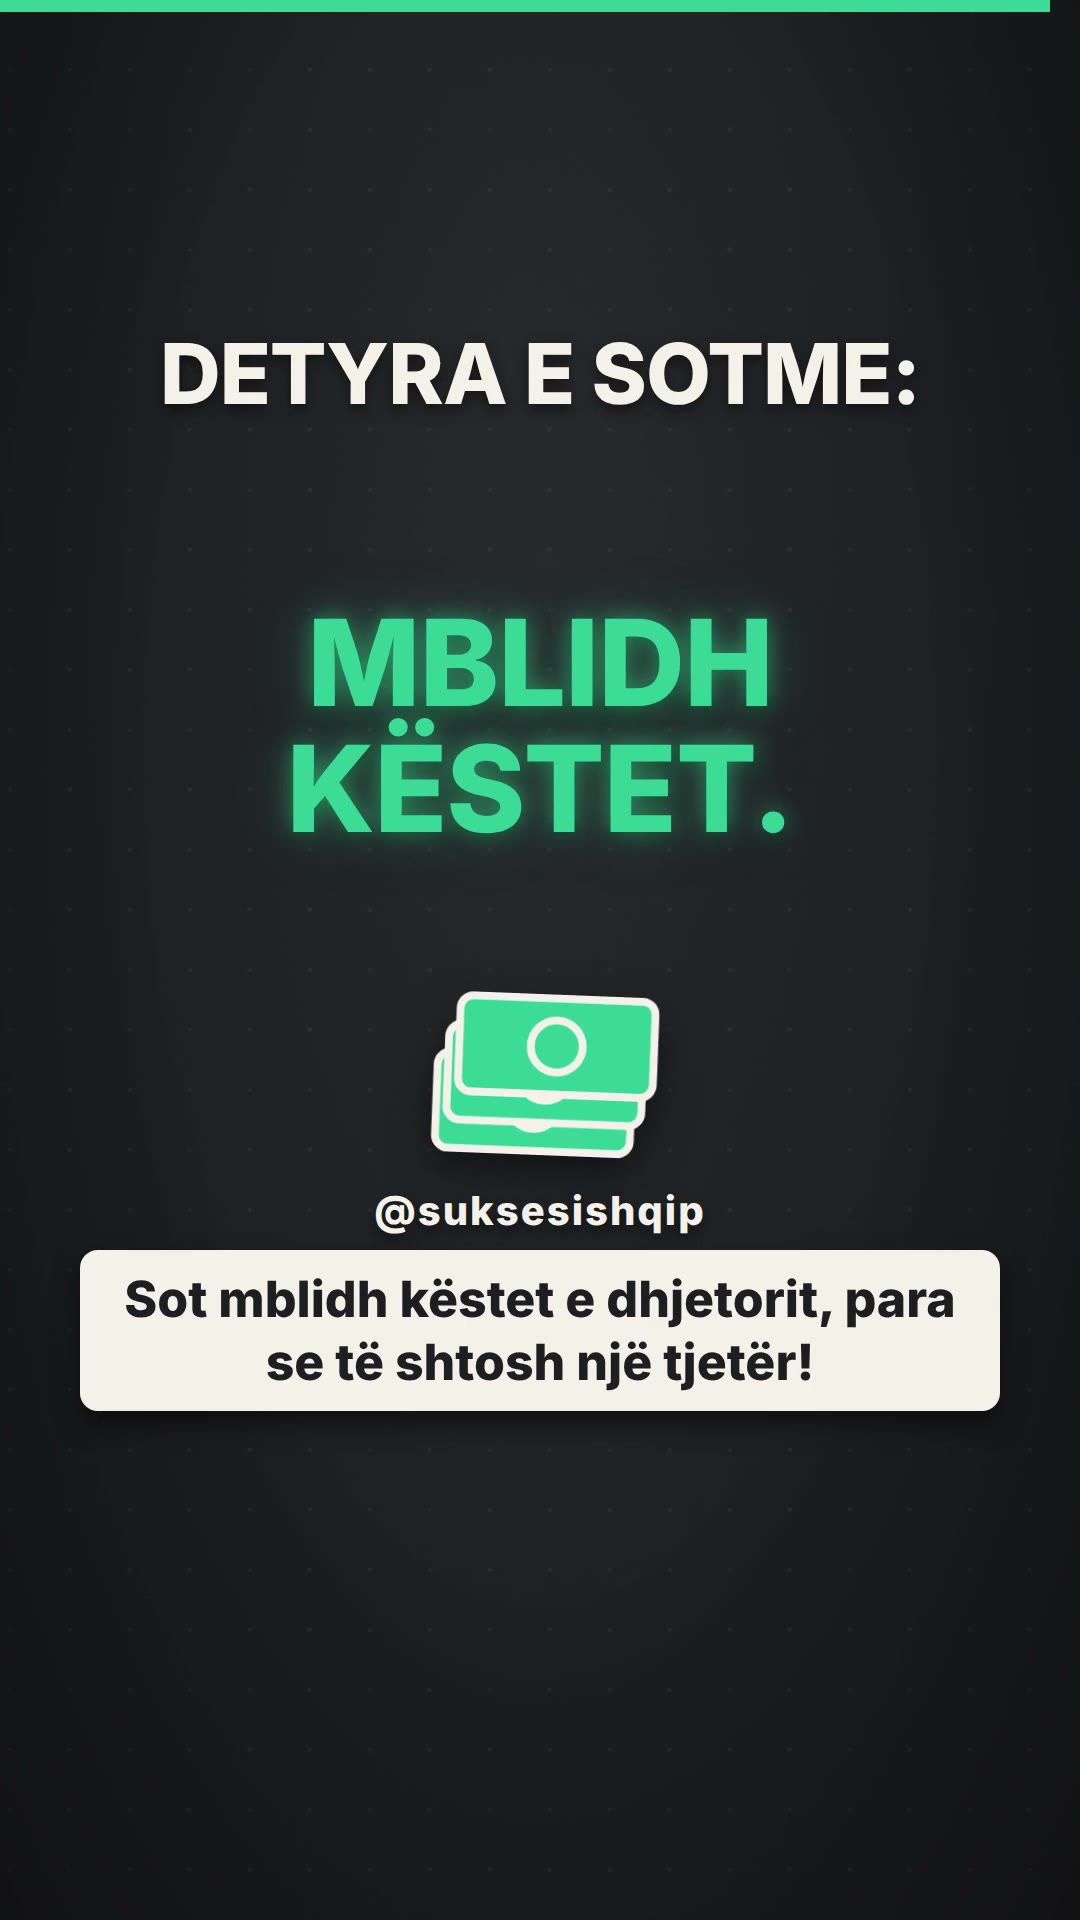 DETYRA E SOTME:
MBLIDH
KËSTET.
@suksesishqip
Sot mblidh këstet e dhjetorit, para
se të shtosh një tjetër!